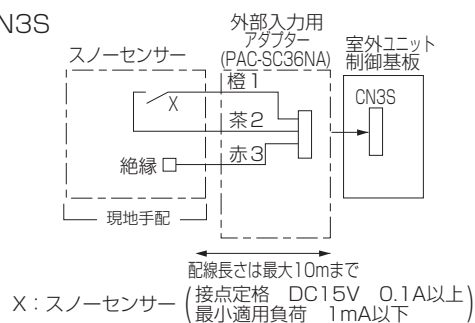 N3S
スノーセンサー
外部入力用
アダプター
(PAC-SC36NA)
室外ユニット
制御基板
橙1
X
茶2
CN3S
赤3
絶縁
現地手配
配線長さは最大10mまで
X：スノーセンサー (接点定格 DC15V 0.1A以上
最小適用負荷 1mA以下)